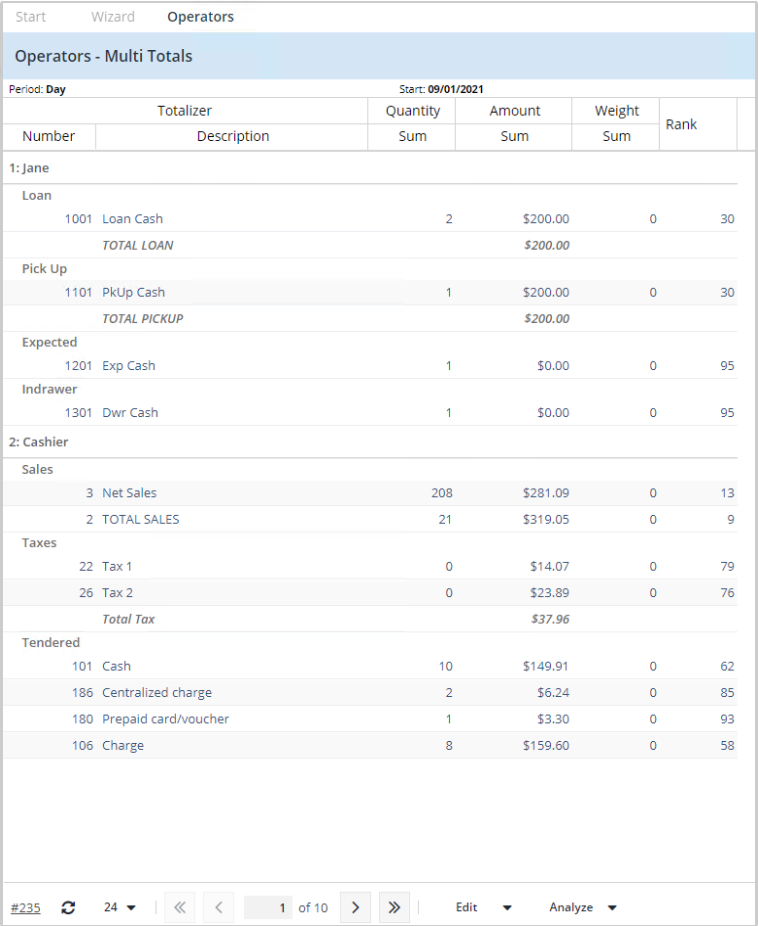 Start Wizard Operators
Operators - Multi Totals
Period: Day Start: 09/01/2021
Totalizer Quantity Amount Weight Rank
Number Description Sum Sum Sum
1: Jane
Loan
1001 Loan Cash 2 $200.00 0 30
TOTAL LOAN $200.00
Pick Up
1101 PkUp Cash 1 $200.00 0 30
TOTAL PICKUP $200.00
Expected
1201 Exp Cash 1 $0.00 0 95
Indrawer
1301 Dwr Cash 1 $0.00 0 95
2: Cashier
Sales
3 Net Sales 208 $281.09 0 13
2 TOTAL SALES 21 $319.05 0 9
Taxes
22 Tax 1 0 $14.07 0 79
26 Tax 2 0 $23.89 0 76
Total Tax $37.96
Tendered
101 Cash 10 $149.91 0 62
186 Centralized charge 2 $6.24 0 85
180 Prepaid card/voucher 1 $3.30 0 93
106 Charge 8 $159.60 0 58
#235 24 1 of 10 Edit Analyze